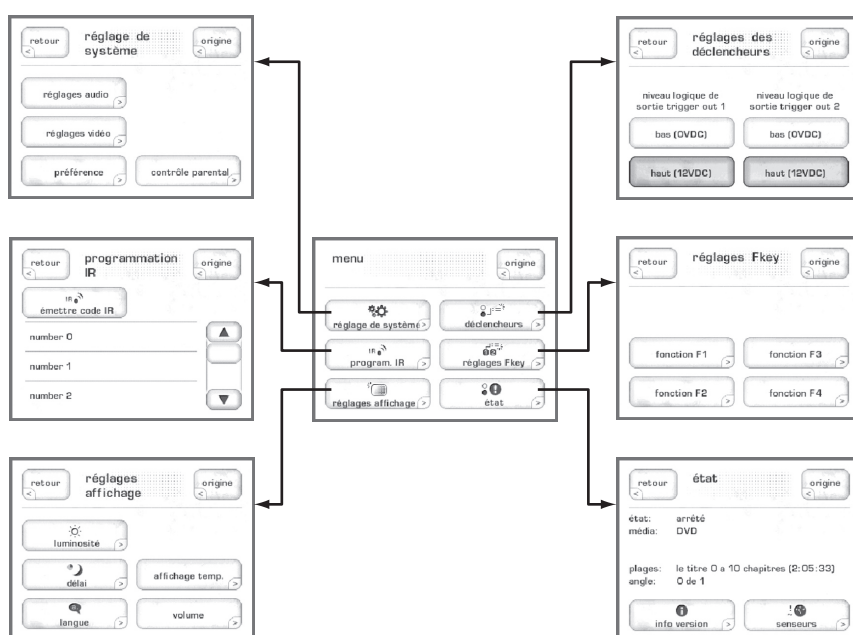 retour
réglage de
système
origine
réglages audio
réglages vidéo
préférence
contrôle parental
retour
programmation
IR
origine
IR
émettre code IR
number 0
number 1
number 2
retour
réglages
affichage
origine
luminosité
délai
affichage temp.
langue
volume
menu
origine
réglage de système
déclencheurs
IR
program. IR
réglages Fkey
réglages affichage
état
retour
réglages des
déclencheurs
origine
niveau logique de
sortie trigger out 1
niveau logique de
sortie trigger out 2
bas (0VDC)
bas (0VDC)
haut (12VDC)
haut (12VDC)
retour
réglages Fkey
origine
fonction F1
fonction F3
fonction F2
fonction F4
retour
état
origine
état: arrété
média: DVD
plages: le titre 0 a 10 chapitres (2:05:33)
angle: 0 de 1
info version
senseurs